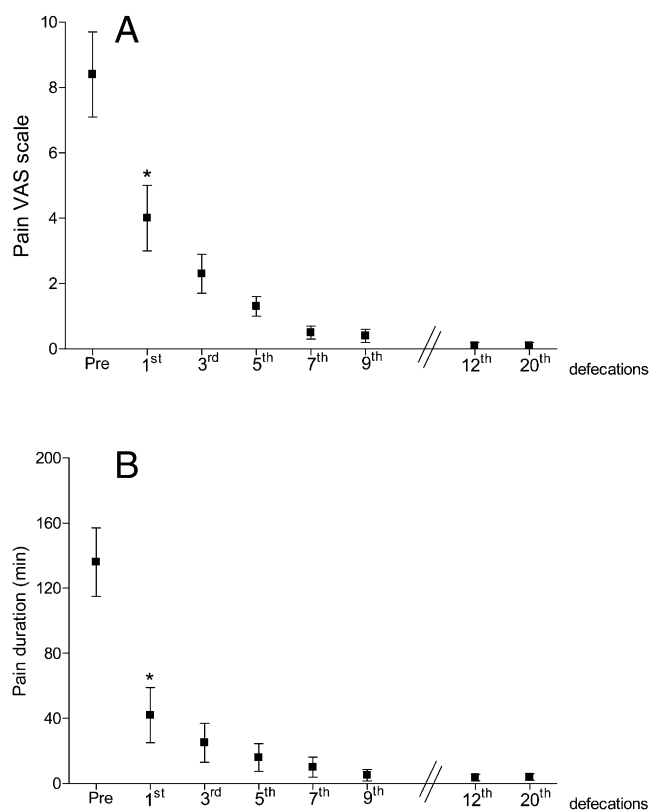 A
10
8
6
4
2
0
Pain VAS scale
*
Pre 1st 3rd 5th 7th 9th 12th 20th defecations
B
200
160
120
80
40
0
Pain duration (min)
*
Pre 1st 3rd 5th 7th 9th 12th 20th defecations